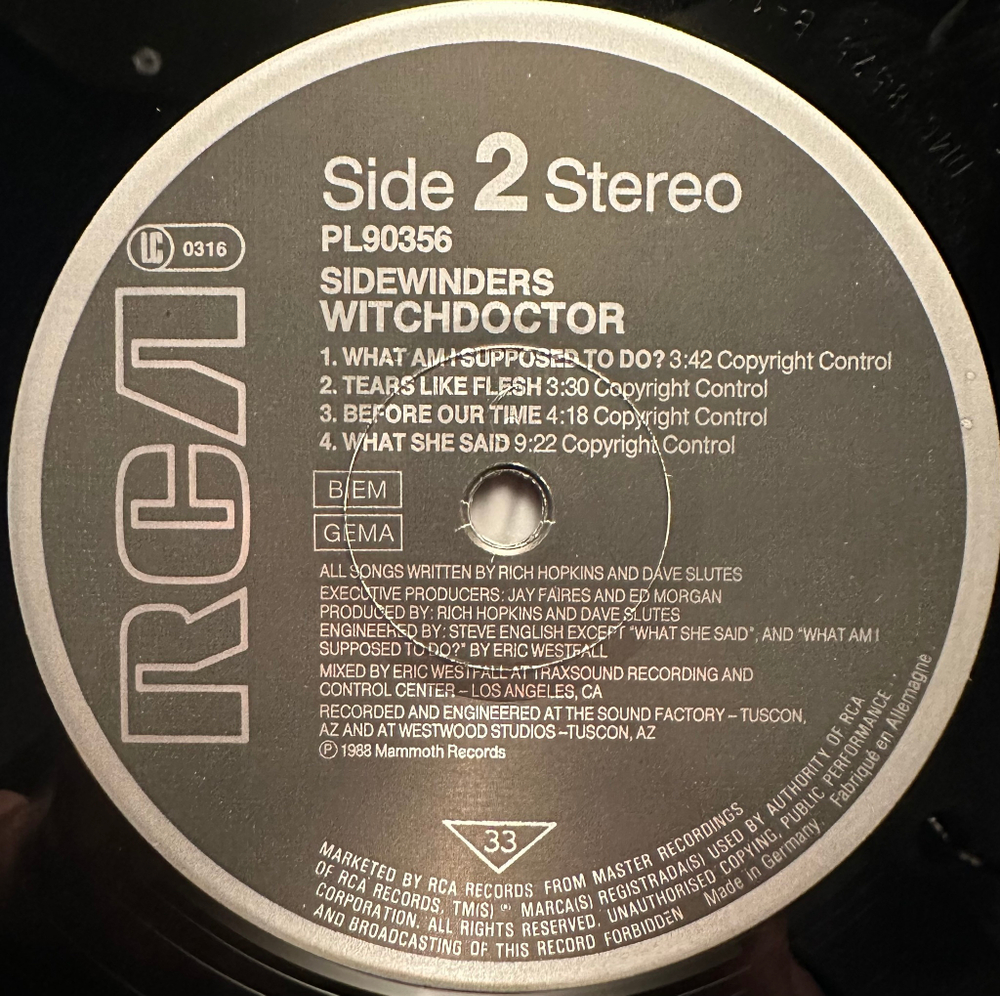 Side 2 Stereo
PL90356
LC 0316
SIDEWINDERS
WITCHDOCTOR
1. WHAT AM I SUPPOSED TO DO? 3:42 Copyright Control
2. TEARS LIKE FLESH 3:30 Copyright Control
3. BEFORE OUR TIME 4:18 Copyright Control
4. WHAT SHE SAID 9:22 Copyright Control
RCA
BIEM
GEMA
ALL SONGS WRITTEN BY RICH HOPKINS AND DAVE SLUTES
EXECUTIVE PRODUCERS: JAY FAIRES AND ED MORGAN
PRODUCED BY: RICH HOPKINS AND DAVE SLUTES
ENGINEERED BY: STEVE ENGLISH EXCEPT "WHAT SHE SAID", AND "WHAT AM I
SUPPOSED TO DO?" BY ERIC WESTFALL
MIXED BY ERIC WESTFALL AT TRAXSOUND RECORDING AND
CONTROL CENTER – LOS ANGELES, CA
RECORDED AND ENGINEERED AT THE SOUND FACTORY – TUSCON,
AZ AND AT WESTWOOD STUDIOS –TUSCON, AZ
℗ 1988 Mammoth Records
33
MARKETED BY RCA RECORDS FROM MASTER RECORDINGS
OF RCA RECORDS, TM(S) ® MARCA(S) REGISTRADA(S) USED BY AUTHORITY OF RCA
CORPORATION. ALL RIGHTS RESERVED. UNAUTHORISED COPYING, PUBLIC PERFORMANCE
AND BROADCASTING OF THIS RECORD FORBIDDEN Made in Germany. Fabriqué en Allemagne